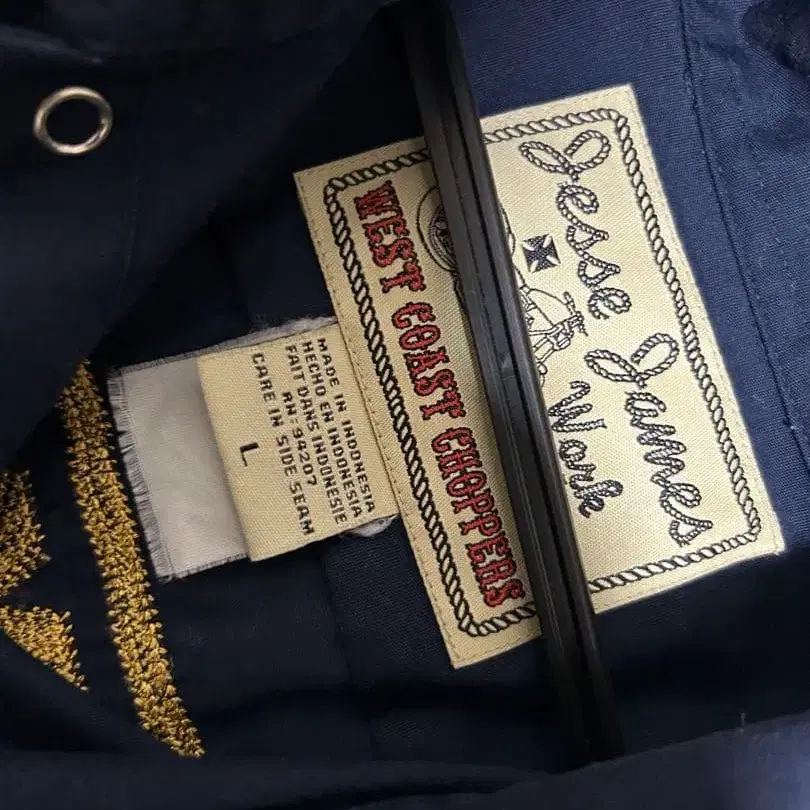 Jesse James
Work
WEST COAST CHOPPERS
MADE IN INDONESIA
HECHO EN INDONESIA
FAIT DANS INDONESIE
RN: 94207
CARE IN SIDE SEAM
L